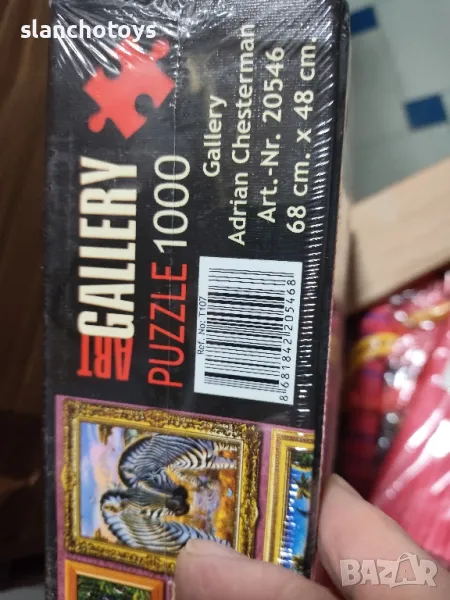 slanchotoys
ART GALLERY
PUZZLE 1000
Gallery
Adrian Chesterman
Art.-Nr. 20546
68 cm. x 48 cm.
Ref. No: T107
8 681842 205468
BAZAR